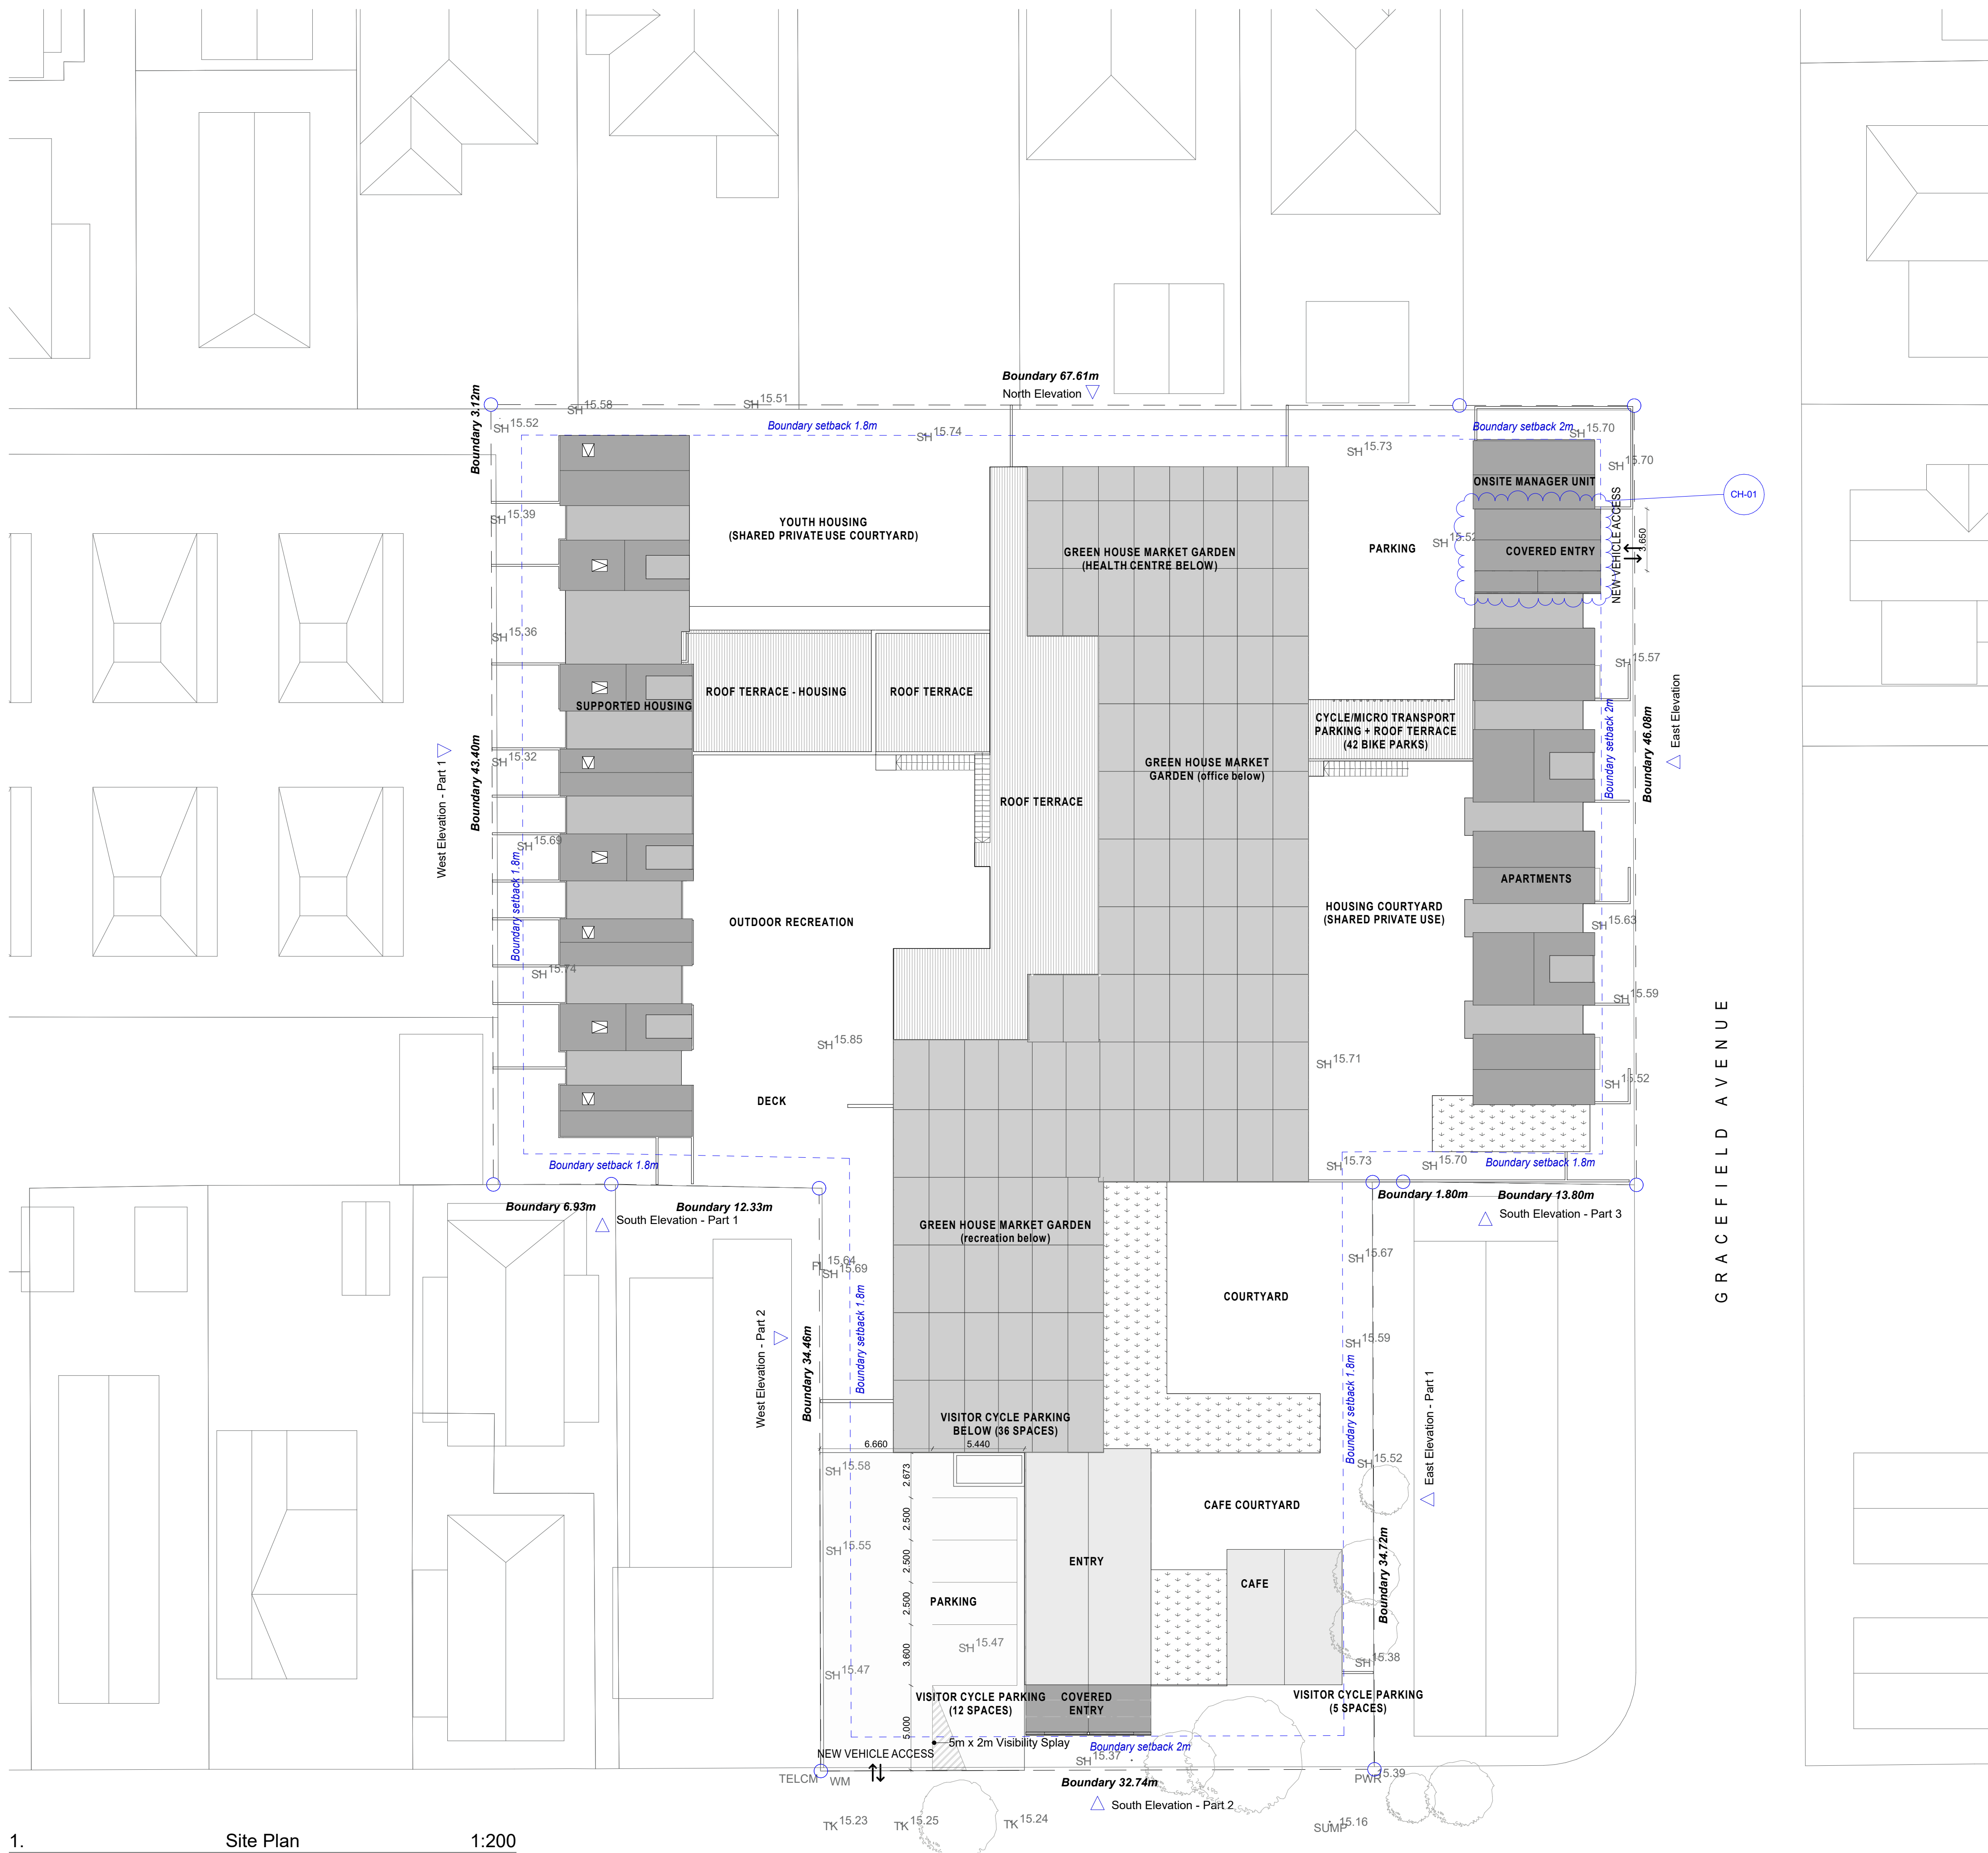 Boundary 67.61m
North Elevation
Boundary 3.12m
SH 15.52
SH 15.58
SH 15.51
Boundary setback 1.8m
SH 15.74
SH 15.73
Boundary setback 2m
SH 15.70
SH 15.70
ONSITE MANAGER UNIT
CH-01
SH 15.39
YOUTH HOUSING
(SHARED PRIVATE USE COURTYARD)
GREEN HOUSE MARKET GARDEN
(HEALTH CENTRE BELOW)
PARKING
SH 15.52
COVERED ENTRY
NEW VEHICLE ACCESS
3.650
SH 15.36
SH 15.57
SUPPORTED HOUSING
ROOF TERRACE - HOUSING
ROOF TERRACE
CYCLE/MICRO TRANSPORT
PARKING + ROOF TERRACE
(42 BIKE PARKS)
Boundary setback 2m
Boundary 46.08m
East Elevation
West Elevation - Part 1
Boundary 43.40m
SH 15.32
GREEN HOUSE MARKET
GARDEN (office below)
ROOF TERRACE
SH 15.69
Boundary setback 1.8m
APARTMENTS
OUTDOOR RECREATION
HOUSING COURTYARD
(SHARED PRIVATE USE)
SH 15.63
SH 15.74
SH 15.59
GRACEFIELD AVENUE
SH 15.85
SH 15.71
SH 15.52
DECK
Boundary setback 1.8m
SH 15.73
SH 15.70
Boundary setback 1.8m
Boundary 6.93m
Boundary 12.33m
South Elevation - Part 1
Boundary 1.80m
Boundary 13.80m
South Elevation - Part 3
GREEN HOUSE MARKET GARDEN
(recreation below)
FL 15.64
SH 15.69
SH 15.67
COURTYARD
West Elevation - Part 2
Boundary 34.46m
Boundary setback 1.8m
SH 15.59
Boundary setback 1.8m
East Elevation - Part 1
VISITOR CYCLE PARKING
BELOW (36 SPACES)
6.660
5.440
SH 15.58
2.673
SH 15.52
CAFE COURTYARD
2.500
SH 15.55
2.500
ENTRY
CAFE
Boundary 34.72m
2.500
PARKING
3.600
SH 15.47
SH 15.47
SH 15.38
VISITOR CYCLE PARKING
(12 SPACES)
COVERED
ENTRY
VISITOR CYCLE PARKING
(5 SPACES)
5.000
5m x 2m Visibility Splay
Boundary setback 2m
NEW VEHICLE ACCESS
SH 15.37
TELCM
WM
Boundary 32.74m
PWR 15.39
South Elevation - Part 2
TK 15.23
TK 15.25
TK 15.24
SUMP 15.16
1. Site Plan 1:200